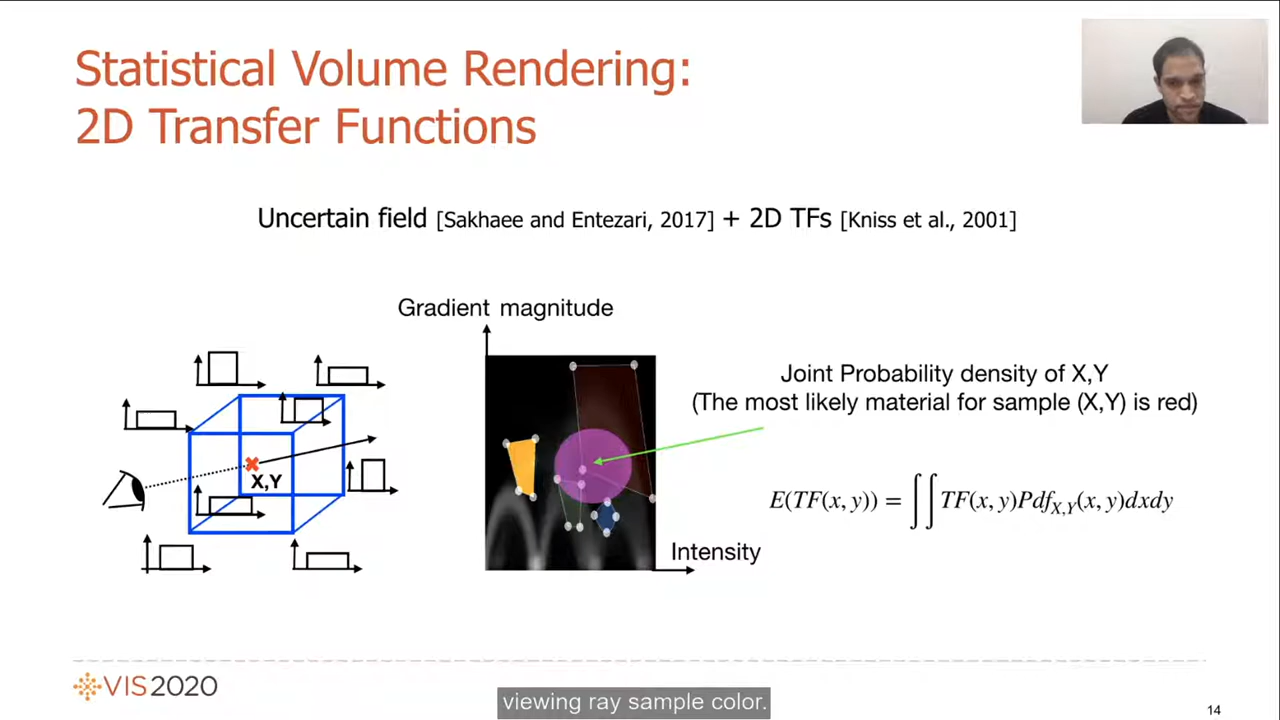 Statistical Volume Rendering:
2D Transfer Functions
Uncertain field [Sakhaee and Entezari, 2017] + 2D TFs [Kniss et al., 2001]
Gradient magnitude
Joint Probability density of X,Y
(The most likely material for sample (X,Y) is red)
X,Y
E(TF(x, y)) = ∫∫ TF(x, y)Pdf_{X,Y}(x, y)dxdy
Intensity
VIS2020
viewing ray sample color.
14